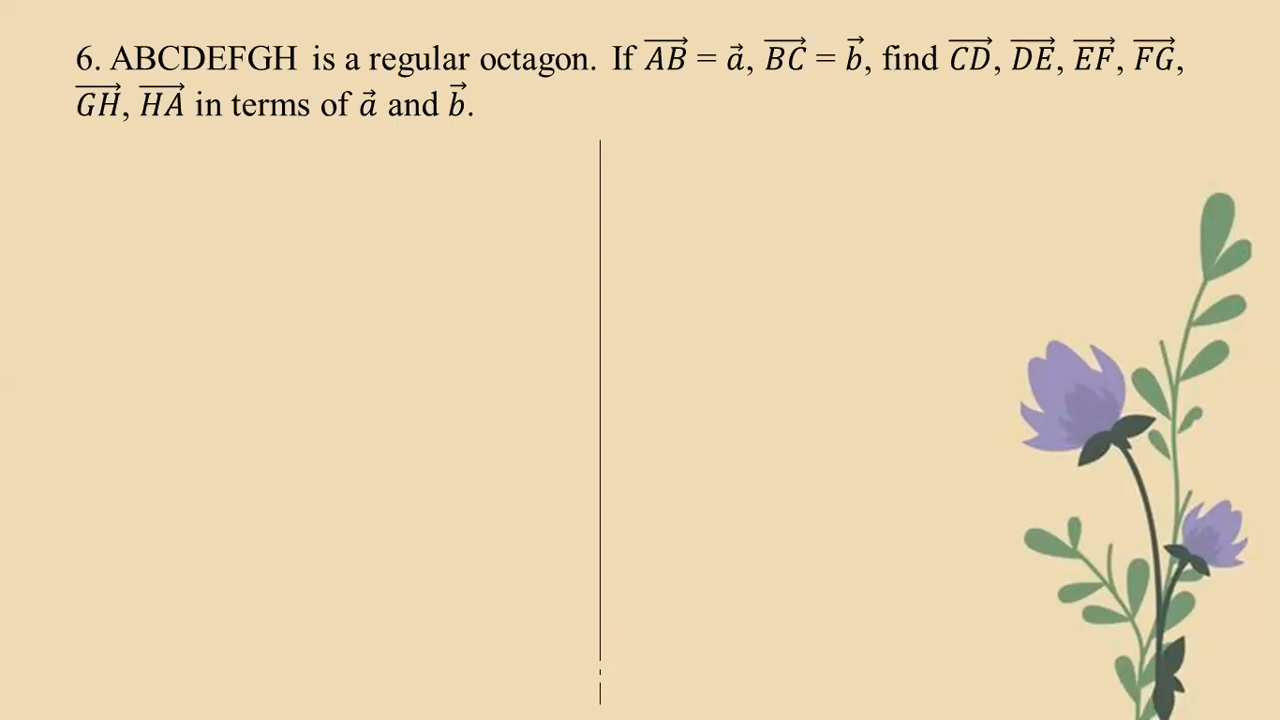 6. ABCDEFGH is a regular octagon. If $\overrightarrow{AB} = \vec{a}$, $\overrightarrow{BC} = \vec{b}$, find $\overrightarrow{CD}$, $\overrightarrow{DE}$, $\overrightarrow{EF}$, $\overrightarrow{FG}$,
$\overrightarrow{GH}$, $\overrightarrow{HA}$ in terms of $\vec{a}$ and $\vec{b}$.